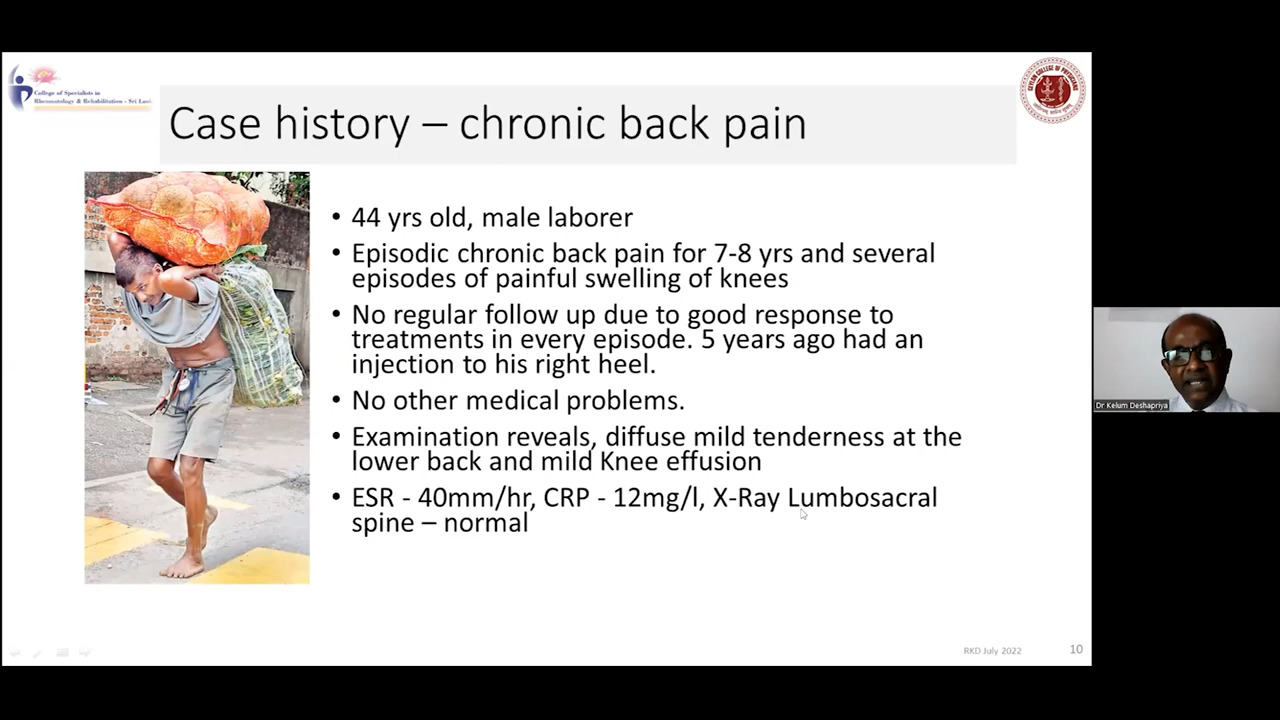 College of Specialists in
Rheumatology & Rehabilitation - Sri Lanka
CEYLON COLLEGE OF PHYSICIANS
Case history – chronic back pain
• 44 yrs old, male laborer
• Episodic chronic back pain for 7-8 yrs and several
episodes of painful swelling of knees
• No regular follow up due to good response to
treatments in every episode. 5 years ago had an
injection to his right heel.
• No other medical problems.
• Examination reveals, diffuse mild tenderness at the
lower back and mild Knee effusion
• ESR - 40mm/hr, CRP - 12mg/l, X-Ray Lumbosacral
spine – normal
Dr Kelum Deshapriya
RKD July 2022
10